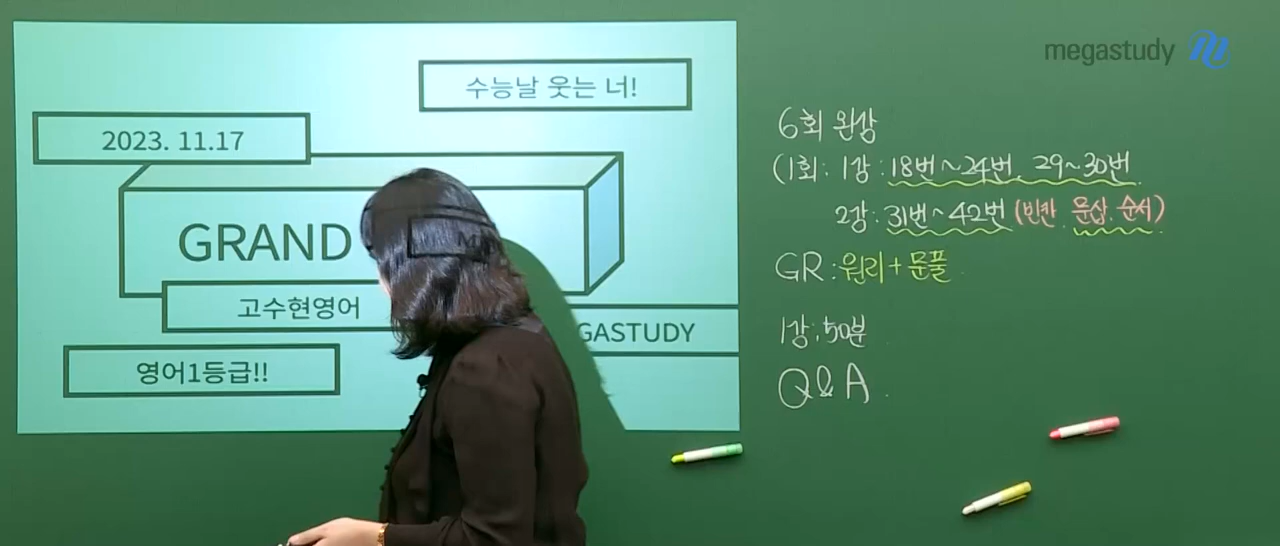 megastudy
수능날 웃는 너!
2023. 11.17
GRAND
고수현영어
GASTUDY
영어1등급!!
6회 완강
(1회: 1강: 18번~24번, 29~30번
2강: 31번~42번 (빈칸. 문삽. 순서)
GR: 원리+문풀
1강: 50분
Q&A